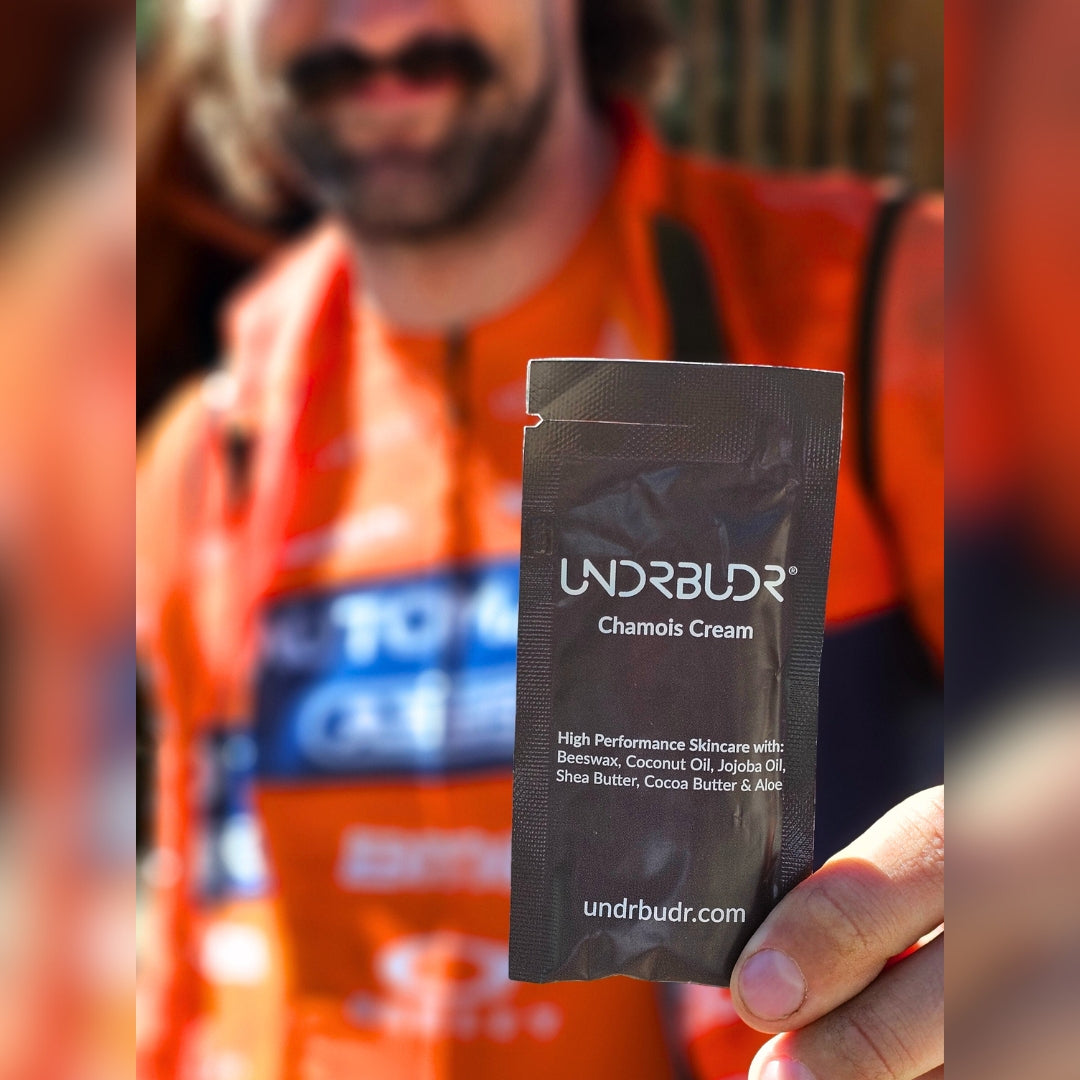 UNDRBUDR®
Chamois Cream
High Performance Skincare with:
Beeswax, Coconut Oil, Jojoba Oil,
Shea Butter, Cocoa Butter & Aloe
undrbudr.com